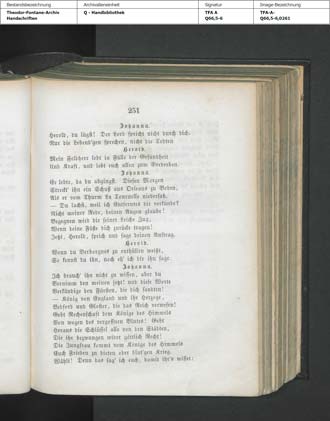 Bestandsbezeichnung
Archivalieneinheit
Signatur
Image-Bezeichnung
Theodor-Fontane-Archiv
Handschriften
Q - Handbibliothek
TFA A
Q66,5-6
TFA-A-
Q66,5-6,0261
251
Johanna.
Herold, du lügst! Der Lord spricht nicht durch dich.
Nur die Lebend'gen sprechen, nicht die Todten
Herold.
Mein Feldherr lebt in Fülle der Gesundheit
Und Kraft, und lebt euch allen zum Verderben.
Johanna.
Er lebte, da du abgingst. Diesen Morgen
Streckt' ihn ein Schuß aus Orleans zu Boden,
Als er vom Thurm La Tournelle niedersah.
— Du lachst, weil ich Entferntes dir verkünde?
Nicht meiner Rede, deinen Augen glaube!
Begegnen wird dir seiner Leiche Zug,
Wenn deine Füße dich zurücke tragen!
Jetzt, Herold, sprich und sage deinen Auftrag.
Herold.
Wenn du Verborgnes zu enthüllen weißt,
So kennst du ihn, noch eh' ich dir ihn sage.
Johanna.
Ich brauch' ihn nicht zu wissen, aber du
Vernimm den meinen jetzt! und diese Worte
Verkündige den Fürsten, die dich sandten!
— König von England und ihr Herzoge,
Bedford und Gloster, die das Reich verwesen!
Gebt Rechenschaft dem Könige des Himmels
Von wegen des vergoßnen Blutes! Gebt
Heraus die Schlüssel alle von den Städten,
Die ihr bezwungen wider göttlich Recht!
Die Jungfrau kommt vom Könige des Himmels
Euch Frieden zu bieten oder blut'gen Krieg.
Wählt! Denn das sag' ich euch, damit ihr's wisset: